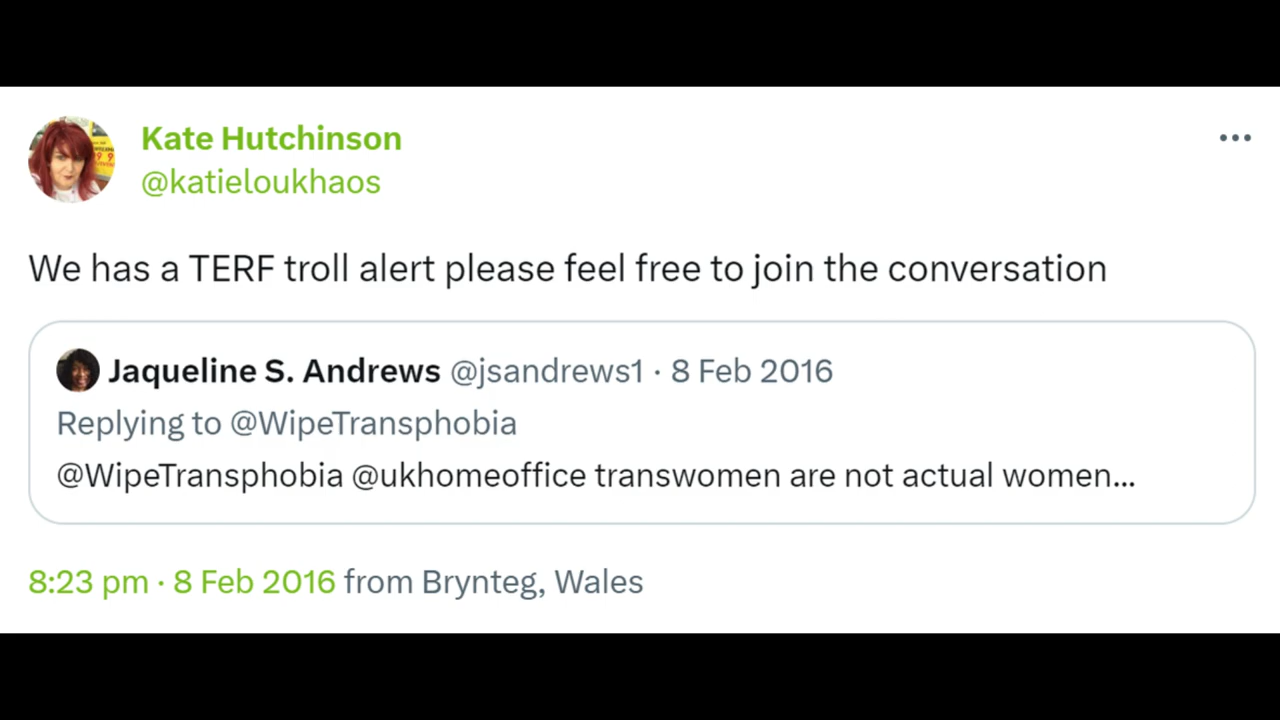 Kate Hutchinson
@katieloukhaos
We has a TERF troll alert please feel free to join the conversation
Jaqueline S. Andrews @jsandrews1 · 8 Feb 2016
Replying to @WipeTransphobia
@WipeTransphobia @ukhomeoffice transwomen are not actual women...
8:23 pm · 8 Feb 2016 from Brynteg, Wales